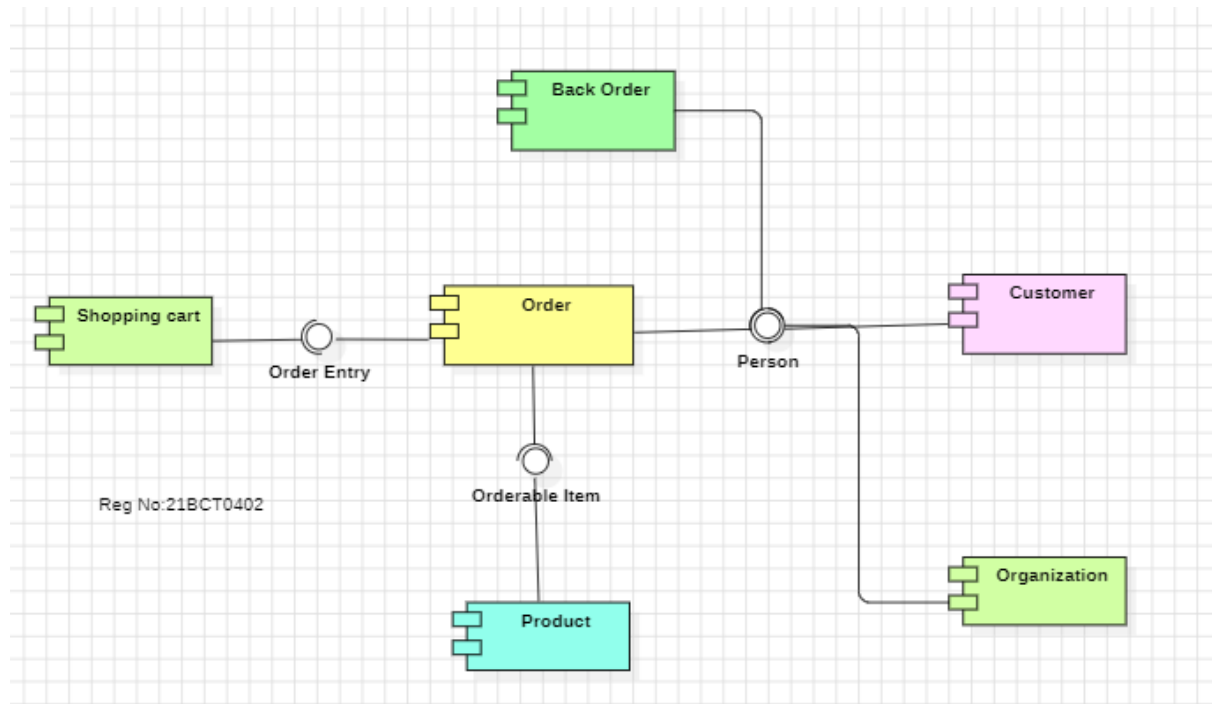 Back Order
Customer
Order
Shopping cart
Person
Order Entry
Orderable Item
Reg No:21BCT0402
Organization
Product